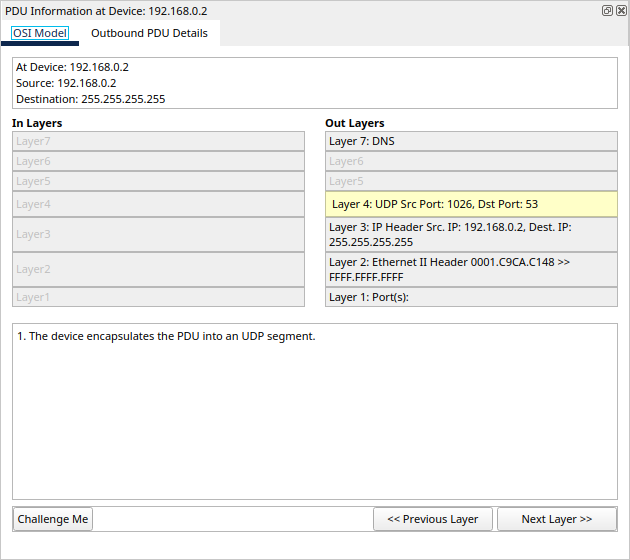 PDU Information at Device: 192.168.0.2
OSI Model
Outbound PDU Details
At Device: 192.168.0.2
Source: 192.168.0.2
Destination: 255.255.255.255
In Layers
Layer7
Layer6
Layer5
Layer4
Layer3
Layer2
Layer1
Out Layers
Layer 7: DNS
Layer6
Layer5
Layer 4: UDP Src Port: 1026, Dst Port: 53
Layer 3: IP Header Src. IP: 192.168.0.2, Dest. IP:
255.255.255.255
Layer 2: Ethernet II Header 0001.C9CA.C148 >>
FFFF.FFFF.FFFF
Layer 1: Port(s):
1. The device encapsulates the PDU into an UDP segment.
Challenge Me
<< Previous Layer
Next Layer >>